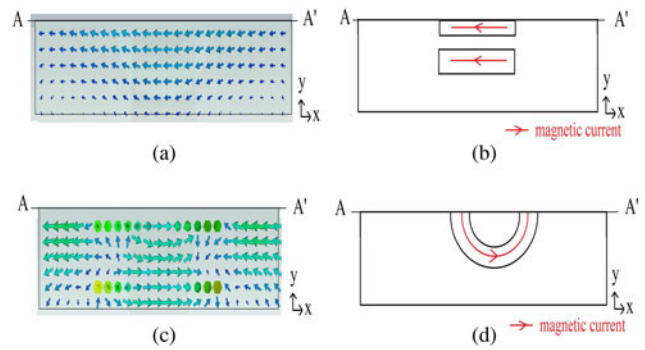 A A' A A'
y y
x x
magnetic current
(a) (b)
A A' A A'
y y
x x
magnetic current
(c) (d)